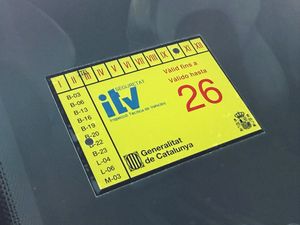 I II III IV V VI VII VIII IX X XI XII
B-03
B-06
B-13
B-16
B-19
B-20
B-22
B-23
L-04
L-06
M-03
SEGURETAT
itv
Inspecció Tècnica de Vehicles
Vàlid fins a
Válido hasta
26
Generalitat
de Catalunya